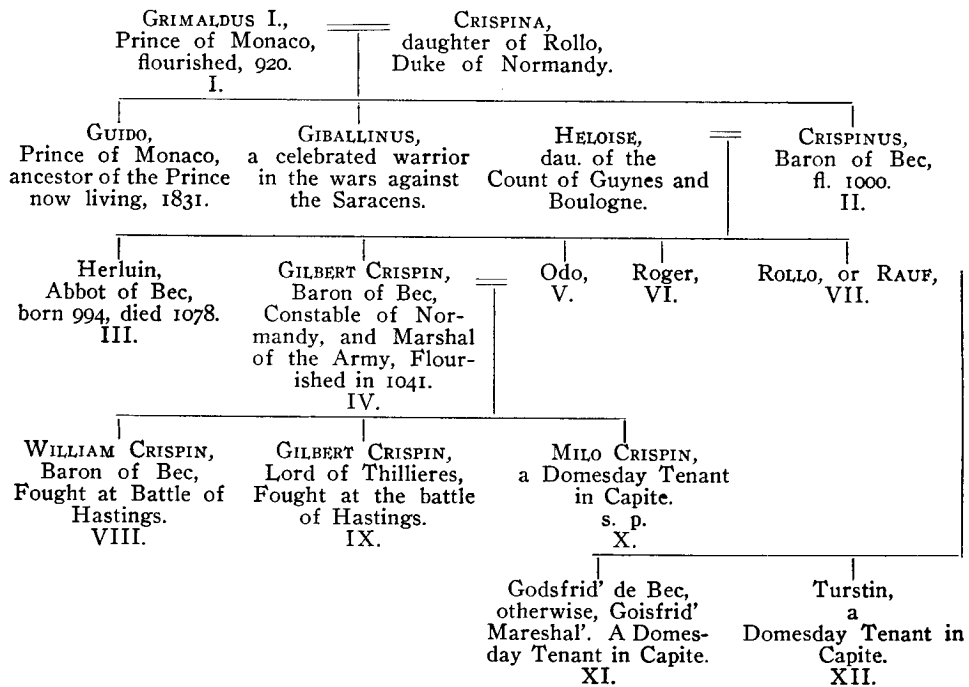 GRIMALDUS I.,
Prince of Monaco,
flourished, 920.
I.
CRISPINA,
daughter of Rollo,
Duke of Normandy.
GUIDO,
Prince of Monaco,
ancestor of the Prince
now living, 1831.
GIBALLINUS,
a celebrated warrior
in the wars against
the Saracens.
HELOISE,
dau. of the
Count of Guynes and
Boulogne.
CRISPINUS,
Baron of Bec,
fl. 1000.
II.
Herluin,
Abbot of Bec,
born 994, died 1078.
III.
GILBERT CRISPIN,
Baron of Bec,
Constable of Nor-
mandy, and Marshal
of the Army, Flour-
ished in 1041.
IV.
Odo,
V.
Roger,
VI.
ROLLO, or RAUF,
VII.
WILLIAM CRISPIN,
Baron of Bec,
Fought at Battle of
Hastings.
VIII.
GILBERT CRISPIN,
Lord of Thillieres,
Fought at the battle
of Hastings.
IX.
MILO CRISPIN,
a Domesday Tenant
in Capite.
s. p.
X.
Godsfrid' de Bec,
otherwise, Goisfrid'
Mareshal'. A Domes-
day Tenant in Capite.
XI.
Turstin,
a
Domesday Tenant in
Capite.
XII.